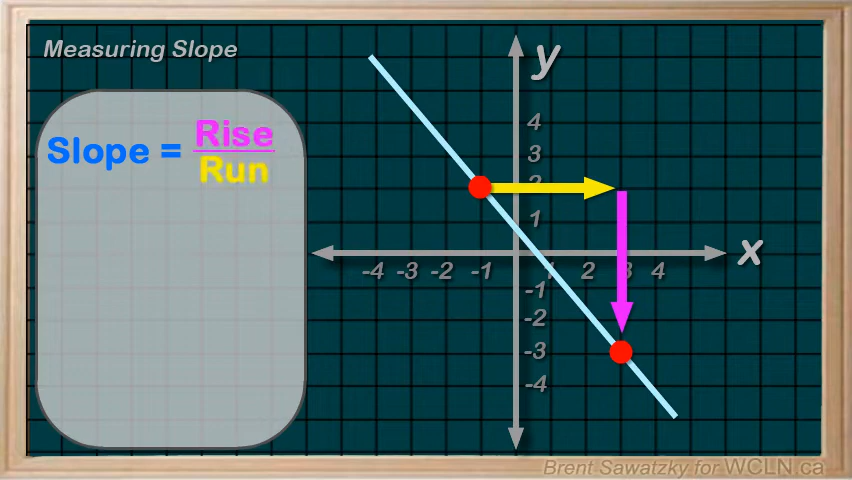 Measuring Slope
y
Slope = Rise
Run
4
3
2
1
x
-4 -3 -2 -1 1 2 3 4
-1
-2
-3
-4
Brent Sawatzky for WCLN.ca